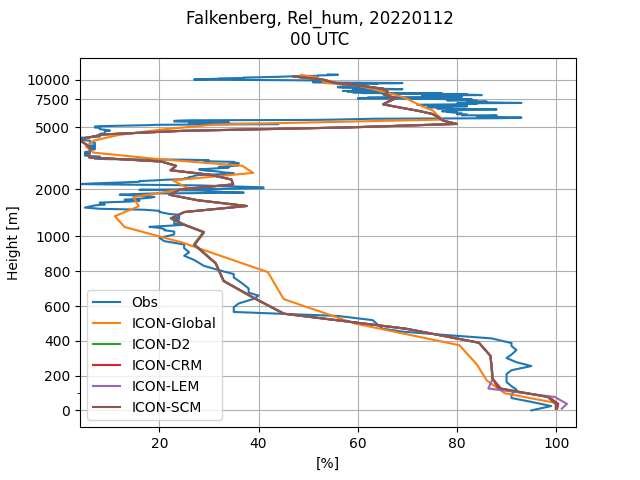 Falkenberg, Rel_hum, 20220112
00 UTC
Height [m]
10000
7500
5000
2000
1000
800
600
400
200
0
Obs
ICON-Global
ICON-D2
ICON-CRM
ICON-LEM
ICON-SCM
20
40
60
80
100
[%]